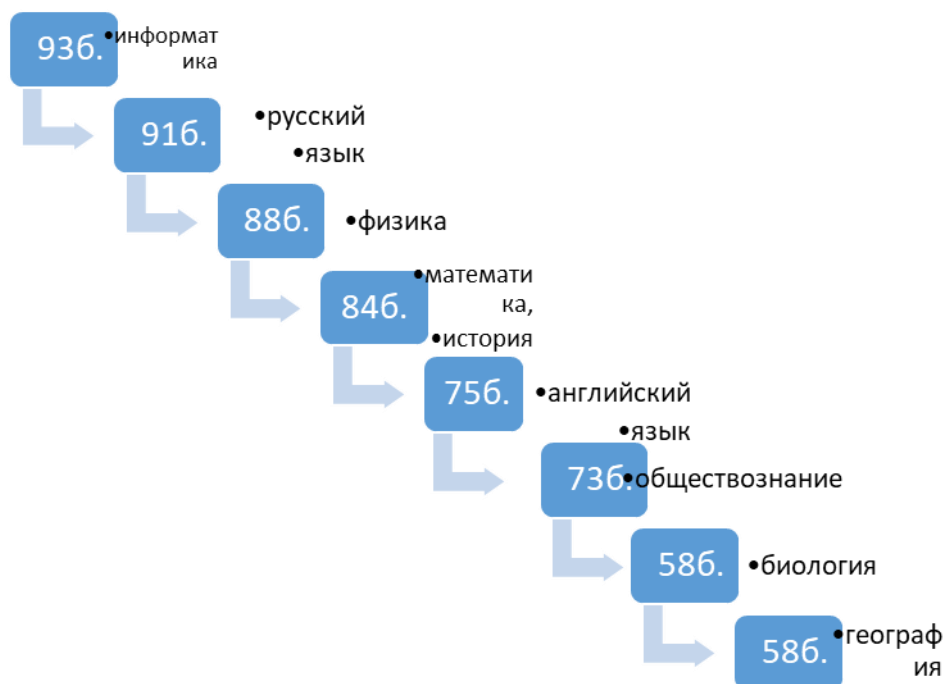 93б.
•информат
ика
91б.
•русский
•язык
88б.
•физика
84б.
•математи
ка,
•история
75б.
•английский
•язык
73б.
•обществознание
58б.
•биология
58б.
•географ
ия